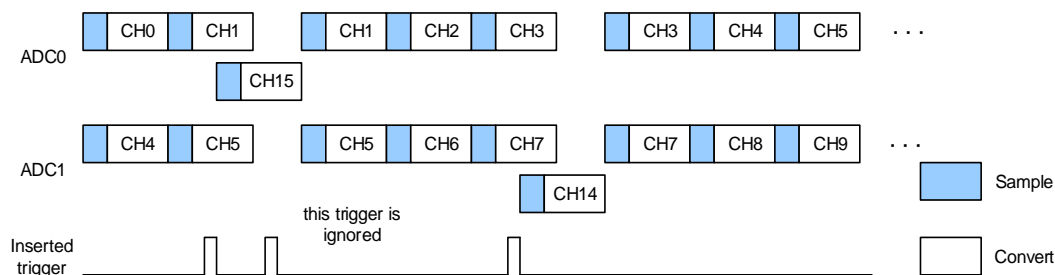 CH0 CH1 CH1 CH2 CH3 CH3 CH4 CH5 . . .
ADC0
CH15
CH4 CH5 CH5 CH6 CH7 CH7 CH8 CH9 . . .
ADC1
CH14
Sample
this trigger is
ignored
Inserted
trigger
Convert